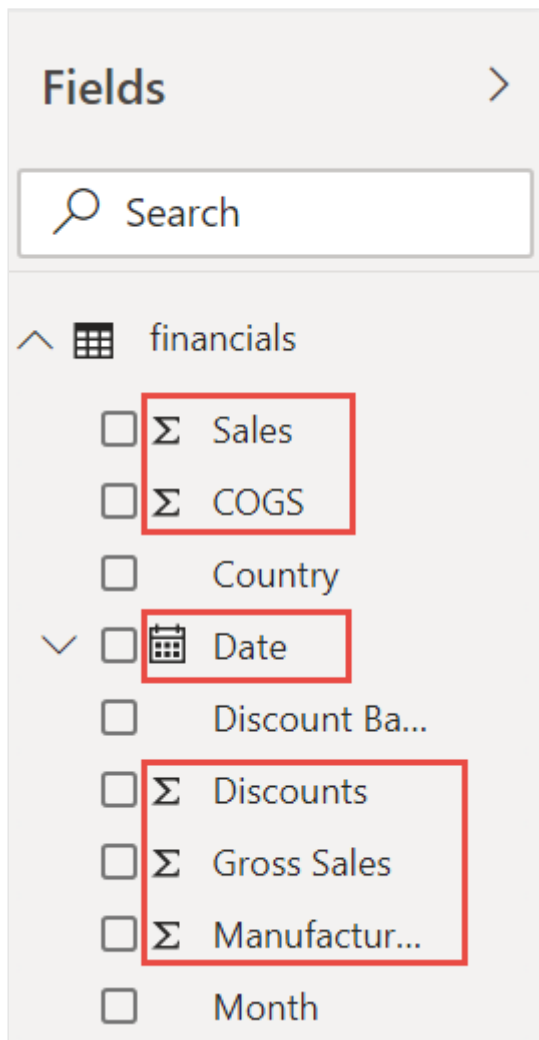 Fields
Search
financials
Σ Sales
Σ COGS
Country
Date
Discount Ba...
Σ Discounts
Σ Gross Sales
Σ Manufactur...
Month